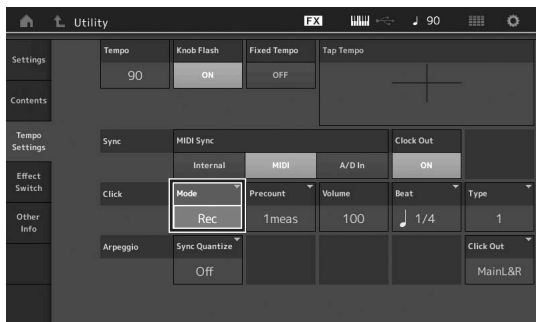 Utility FX 90
Settings
Contents
Tempo Settings
Effect Switch
Other Info
Tempo Knob Flash Fixed Tempo Tap Tempo
90 ON OFF
Sync MIDI Sync Clock Out
Internal MIDI A/D In ON
Click Mode Precount Volume Beat Type
Rec 1meas 100 1/4 1
Arpeggio Sync Quantize Click Out
Off MainL&R